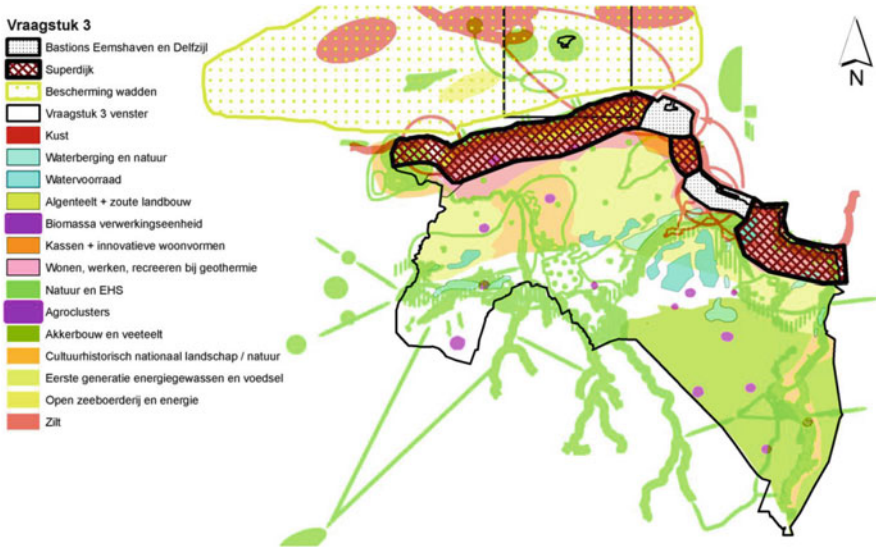 Vraagstuk 3
Bastions Eemshaven en Delfzijl
Superdijk
Bescherming wadden
Vraagstuk 3 venster
Kust
Waterberging en natuur
Watervoorraad
Algenteelt + zoute landbouw
Biomassa verwerkingseenheid
Kassen + innovatieve woonvormen
Wonen, werken, recreëren bij geothermie
Natuur en EHS
Agroclusters
Akkerbouw en veeteelt
Cultuurhistorisch nationaal landschap / natuur
Eerste generatie energiegewassen en voedsel
Open zeeboerderij en energie
Zilt
N